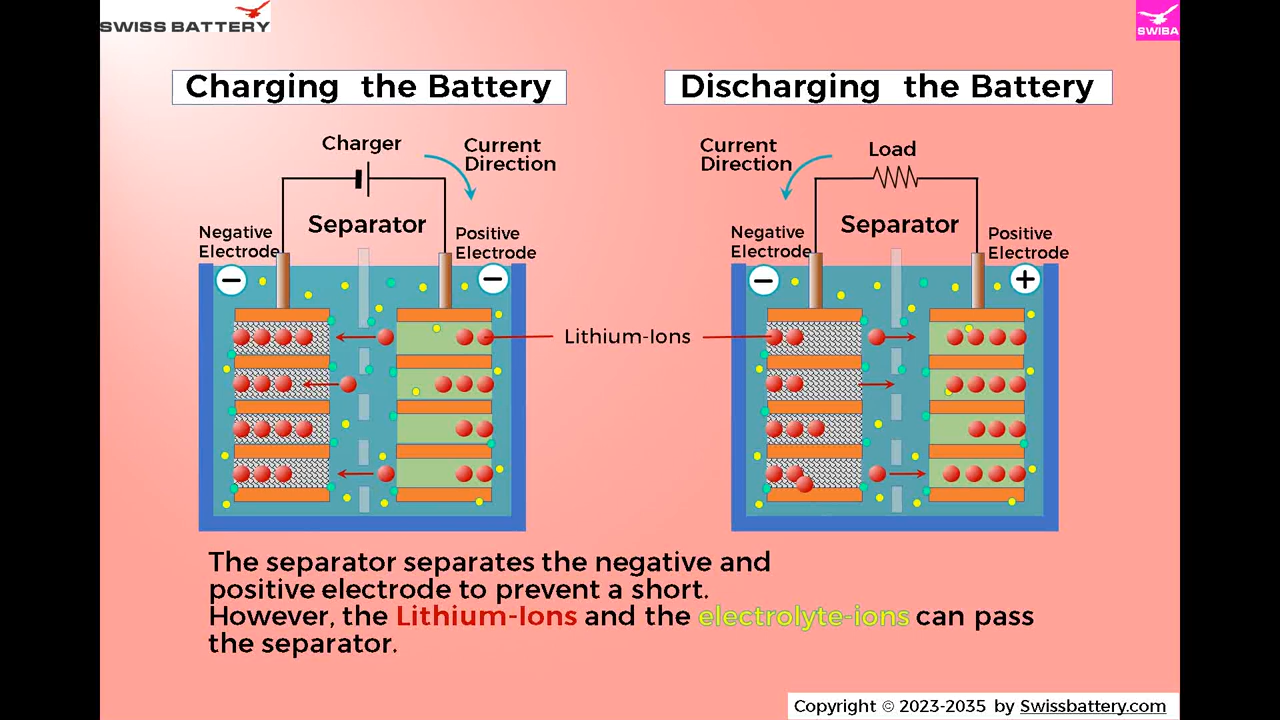 SWISS BATTERY
SWIBA
Charging the Battery
Discharging the Battery
Charger
Current
Direction
Separator
Negative
Electrode
Positive
Electrode
−
−
Current
Direction
Load
Separator
Negative
Electrode
Positive
Electrode
−
+
Lithium-Ions
The separator separates the negative and
positive electrode to prevent a short.
However, the Lithium-Ions and the electrolyte-ions can pass
the separator.
Copyright © 2023-2035 by Swissbattery.com